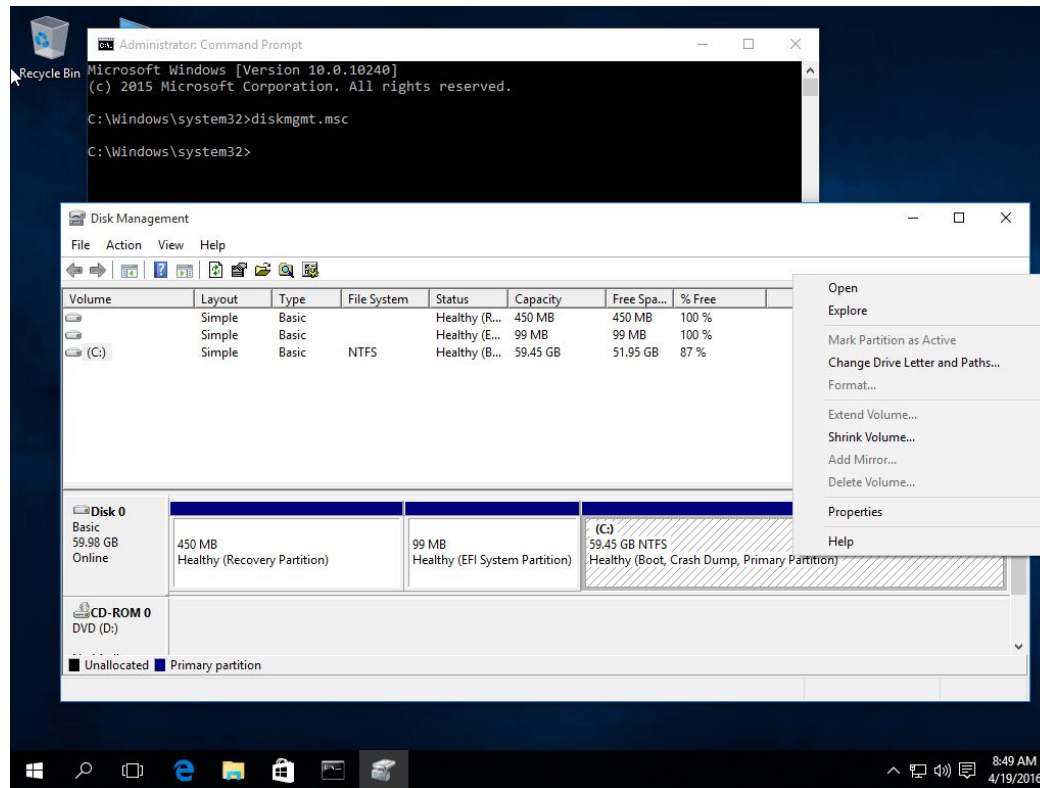 Recycle Bin
Administrator: Command Prompt
Microsoft Windows [Version 10.0.10240]
(c) 2015 Microsoft Corporation. All rights reserved.
C:\Windows\system32>diskmgmt.msc
C:\Windows\system32>
Disk Management
File Action View Help
Volume Layout Type File System Status Capacity Free Spa... % Free
Simple Basic Healthy (R... 450 MB 450 MB 100 %
Simple Basic Healthy (E... 99 MB 99 MB 100 %
(C:) Simple Basic NTFS Healthy (B... 59.45 GB 51.95 GB 87 %
Open
Explore
Mark Partition as Active
Change Drive Letter and Paths...
Format...
Extend Volume...
Shrink Volume...
Add Mirror...
Delete Volume...
Properties
Help
Disk 0
Basic
59.98 GB
Online
450 MB
Healthy (Recovery Partition)
99 MB
Healthy (EFI System Partition)
(C:)
59.45 GB NTFS
Healthy (Boot, Crash Dump, Primary Partition)
CD-ROM 0
DVD (D:)
Unallocated Primary partition
8:49 AM
4/19/2016